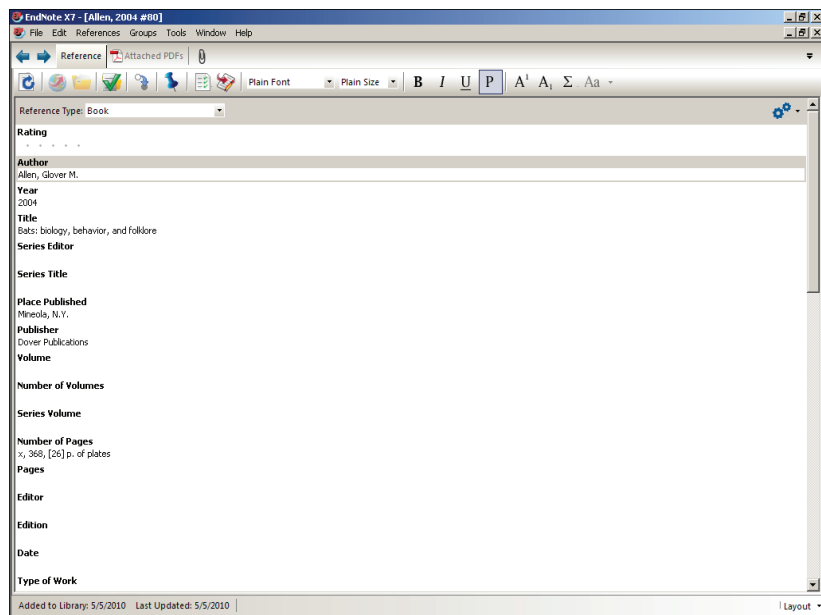 EndNote X7 - [Allen, 2004 #80]
File Edit References Groups Tools Window Help
Reference Attached PDFs
Plain Font Plain Size B I U P A¹ A₁ Σ Aa
Reference Type: Book
Rating
Author
Allen, Glover M.
Year
2004
Title
Bats: biology, behavior, and folklore
Series Editor
Series Title
Place Published
Mineola, N.Y.
Publisher
Dover Publications
Volume
Number of Volumes
Series Volume
Number of Pages
x, 368, [26] p. of plates
Pages
Editor
Edition
Date
Type of Work
Added to Library: 5/5/2010 Last Updated: 5/5/2010 Layout